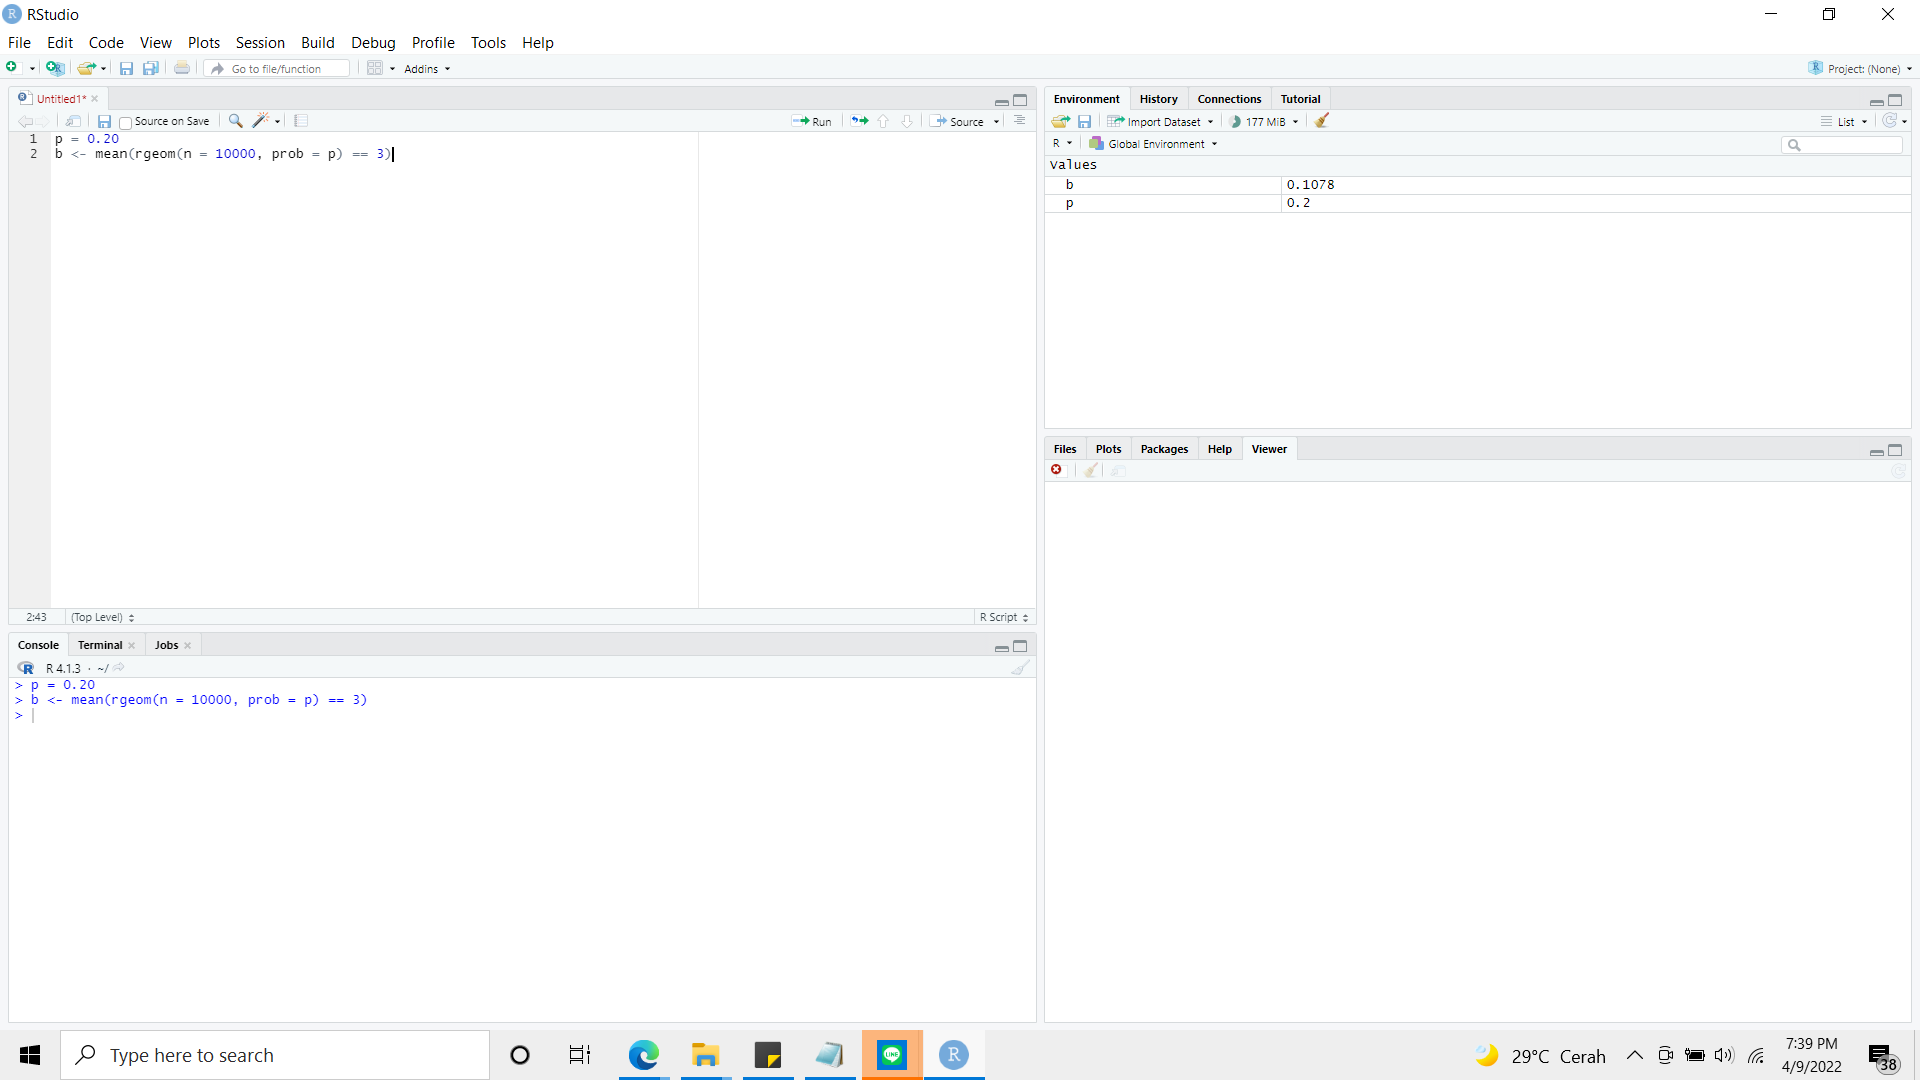 RStudio
File Edit Code View Plots Session Build Debug Profile Tools Help
Go to file/function Addins Project: (None)
Untitled1*
Source on Save Run Source
1 p = 0.20
2 b <- mean(rgeom(n = 10000, prob = p) == 3)
2:43 (Top Level) R Script
Console Terminal Jobs
R 4.1.3 · ~/
> p = 0.20
> b <- mean(rgeom(n = 10000, prob = p) == 3)
>
Environment History Connections Tutorial
Import Dataset 177 MiB List
R Global Environment
Values
b 0.1078
p 0.2
Files Plots Packages Help Viewer
Type here to search
29°C Cerah
7:39 PM
4/9/2022
38